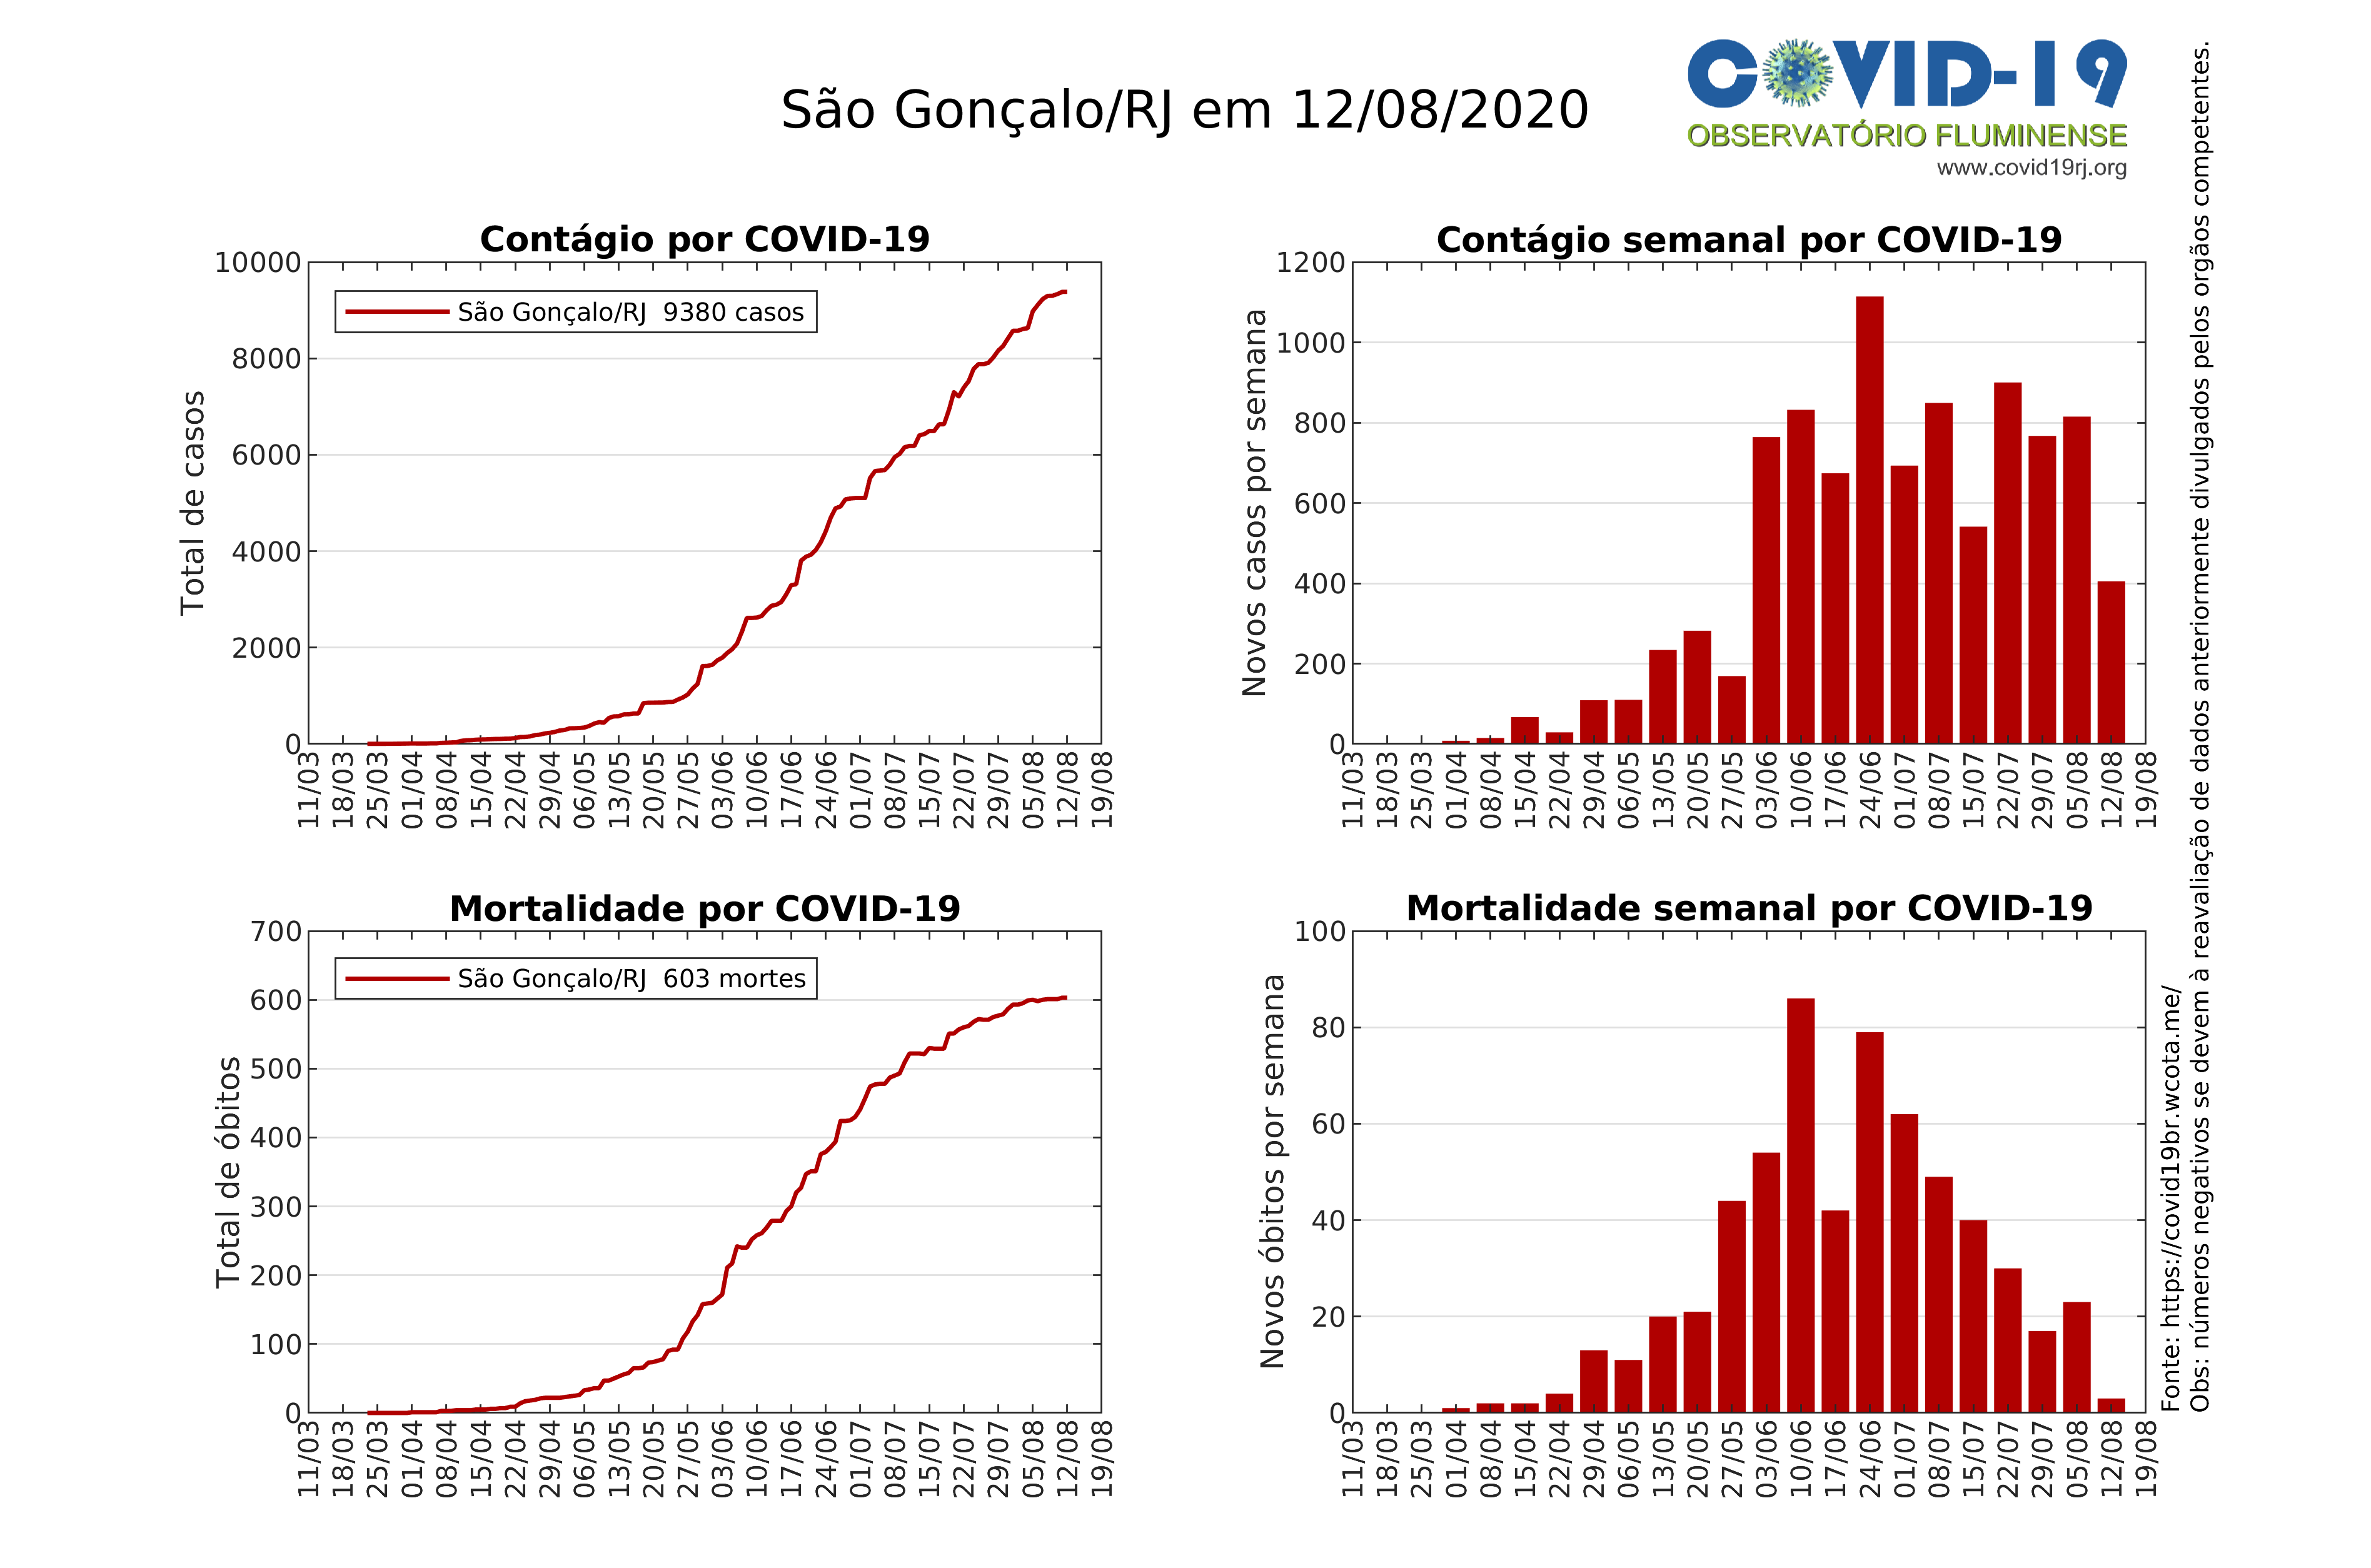 São Gonçalo/RJ em 12/08/2020
COVID-19
OBSERVATÓRIO FLUMINENSE
www.covid19rj.org
Contágio por COVID-19
Total de casos
10000
8000
6000
4000
2000
0
São Gonçalo/RJ 9380 casos
11/03 18/03 25/03 01/04 08/04 15/04 22/04 29/04 06/05 13/05 20/05 27/05 03/06 10/06 17/06 24/06 01/07 08/07 15/07 22/07 29/07 05/08 12/08 19/08
Contágio semanal por COVID-19
Novos casos por semana
1200
1000
800
600
400
200
0
11/03 18/03 25/03 01/04 08/04 15/04 22/04 29/04 06/05 13/05 20/05 27/05 03/06 10/06 17/06 24/06 01/07 08/07 15/07 22/07 29/07 05/08 12/08 19/08
Mortalidade por COVID-19
Total de óbitos
700
600
500
400
300
200
100
0
São Gonçalo/RJ 603 mortes
11/03 18/03 25/03 01/04 08/04 15/04 22/04 29/04 06/05 13/05 20/05 27/05 03/06 10/06 17/06 24/06 01/07 08/07 15/07 22/07 29/07 05/08 12/08 19/08
Mortalidade semanal por COVID-19
Novos óbitos por semana
100
80
60
40
20
0
11/03 18/03 25/03 01/04 08/04 15/04 22/04 29/04 06/05 13/05 20/05 27/05 03/06 10/06 17/06 24/06 01/07 08/07 15/07 22/07 29/07 05/08 12/08 19/08
Fonte: https://covid19br.wcota.me/
Obs: números negativos se devem à reavaliação de dados anteriormente divulgados pelos orgãos competentes.